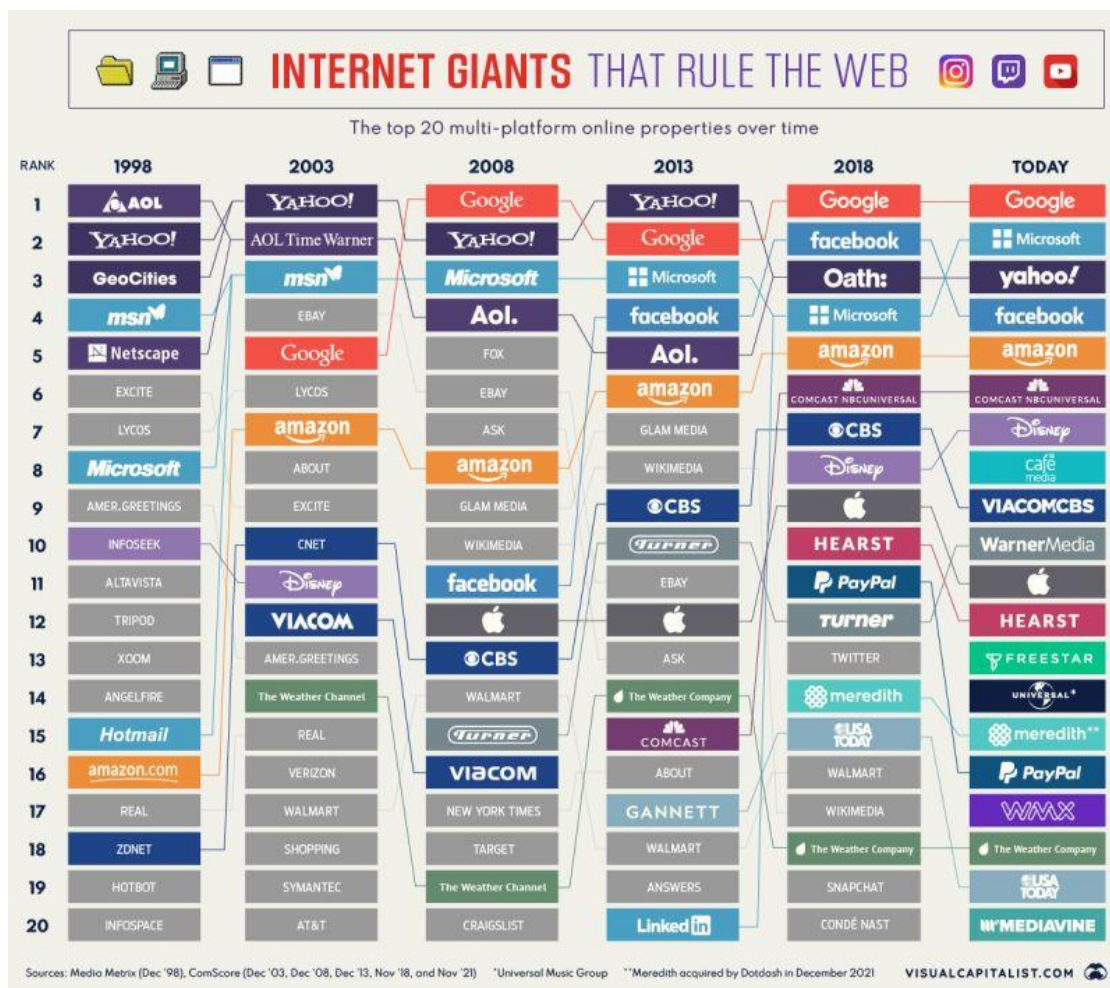 INTERNET GIANTS THAT RULE THE WEB
The top 20 multi-platform online properties over time
RANK 1998 2003 2008 2013 2018 TODAY
1 AOL YAHOO! Google YAHOO! Google Google
2 YAHOO! AOL Time Warner YAHOO! Google facebook Microsoft
3 GeoCities msn Microsoft Microsoft Oath: yahoo!
4 msn EBAY Aol. facebook Microsoft facebook
5 N Netscape Google FOX Aol. amazon amazon
6 EXCITE LYCOS EBAY amazon COMCAST NBCUNIVERSAL COMCAST NBCUNIVERSAL
7 LYCOS amazon ASK GLAM MEDIA CBS Disney
8 Microsoft ABOUT amazon WIKIMEDIA Disney café media
9 AMER.GREETINGS EXCITE GLAM MEDIA CBS VIACOMCBS
10 INFOSEEK CNET WIKIMEDIA Turner HEARST WarnerMedia
11 ALTAVISTA Disney facebook EBAY PayPal
12 TRIPOD VIACOM TURNER HEARST
13 XOOM AMER.GREETINGS CBS ASK TWITTER FREESTAR
14 ANGELFIRE The Weather Channel WALMART The Weather Company meredith UNIVERSAL*
15 Hotmail REAL Turner COMCAST USA TODAY meredith**
16 amazon.com VERIZON VIACOM ABOUT WALMART PayPal
17 REAL WALMART NEW YORK TIMES GANNETT WIKIMEDIA WMX
18 ZDNET SHOPPING TARGET WALMART The Weather Company The Weather Company
19 HOTBOT SYMANTEC The Weather Channel ANSWERS SNAPCHAT USA TODAY
20 INFOSPACE AT&T CRAIGSLIST Linked in CONDÉ NAST MEDIAVINE
Sources: Media Metrix (Dec '98), ComScore (Dec '03, Dec '08, Dec '13, Nov '18, and Nov '21) *Universal Music Group **Meredith acquired by Dotdash in December 2021 VISUALCAPITALIST.COM